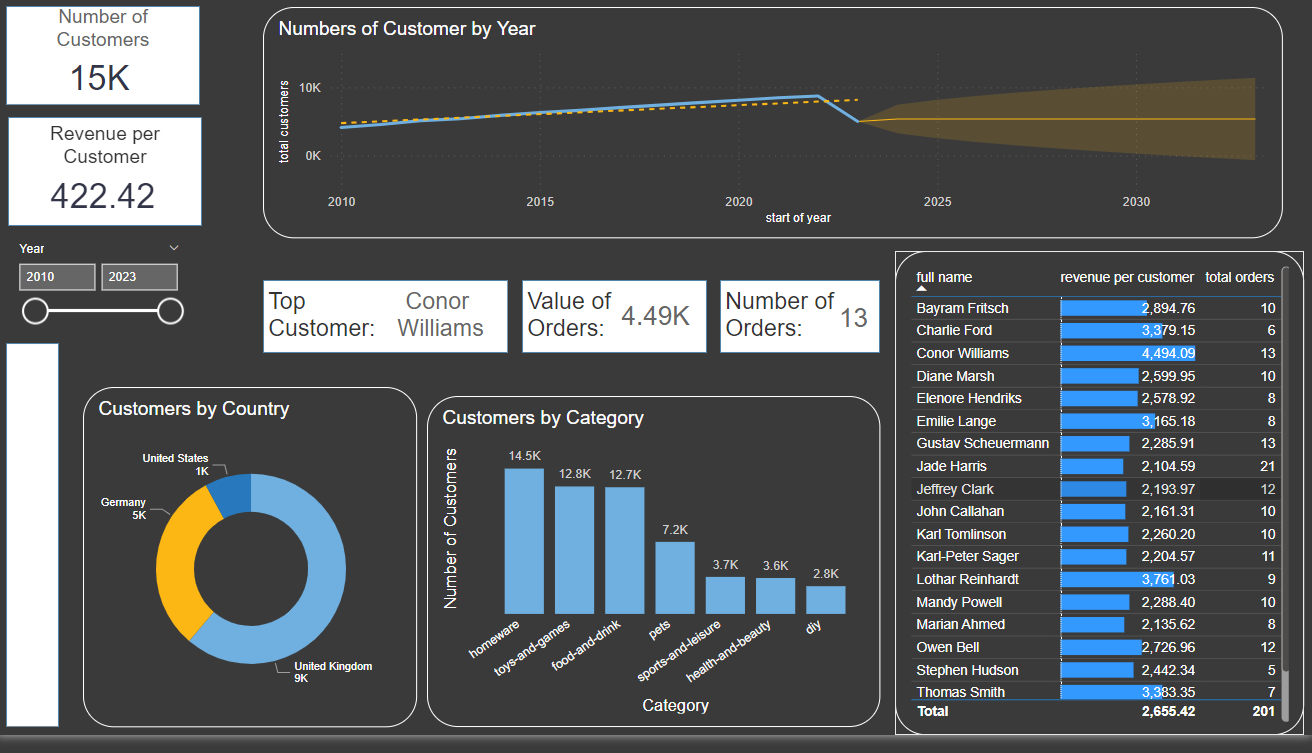 Number of
Customers
15K
Revenue per
Customer
422.42
Year
2010
2023
Numbers of Customer by Year
total customers
10K
0K
2010
2015
2020
2025
2030
start of year
Top
Customer:
Conor
Williams
Value of
Orders:
4.49K
Number of
Orders:
13
Customers by Country
United States
1K
Germany
5K
United Kingdom
9K
Customers by Category
Number of Customers
14.5K
12.8K
12.7K
7.2K
3.7K
3.6K
2.8K
homeware
toys-and-games
food-and-drink
pets
sports-and-leisure
health-and-beauty
diy
Category
full name revenue per customer total orders
Bayram Fritsch 2,894.76 10
Charlie Ford 3,379.15 6
Conor Williams 4,494.09 13
Diane Marsh 2,599.95 10
Elenore Hendriks 2,578.92 8
Emilie Lange 3,165.18 8
Gustav Scheuermann 2,285.91 13
Jade Harris 2,104.59 21
Jeffrey Clark 2,193.97 12
John Callahan 2,161.31 10
Karl Tomlinson 2,260.20 10
Karl-Peter Sager 2,204.57 11
Lothar Reinhardt 3,761.03 9
Mandy Powell 2,288.40 10
Marian Ahmed 2,135.62 8
Owen Bell 2,726.96 12
Stephen Hudson 2,442.34 5
Thomas Smith 3,383.35 7
Total 2,655.42 201